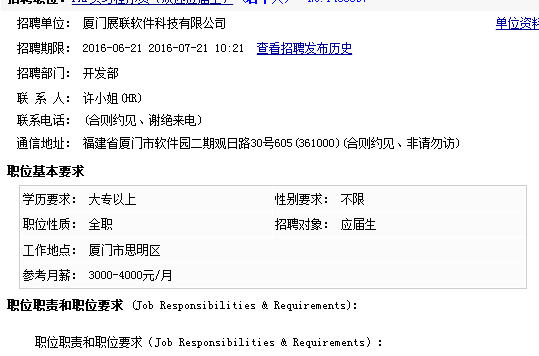 招聘单位： 厦门展联软件科技有限公司 单位资料
招聘期限： 2016-06-21 2016-07-21 10:21 查看招聘发布历史
招聘部门： 开发部
联 系 人： 许小姐(HR)
联系电话： (合则约见、谢绝来电)
通信地址： 福建省厦门市软件园二期观日路30号605(361000)(合则约见、非请勿访)
职位基本要求
学历要求： 大专以上 性别要求： 不限
职位性质： 全职 招聘对象： 应届生
工作地点： 厦门市思明区
参考月薪： 3000-4000元/月
职位职责和职位要求 (Job Responsibilities & Requirements):
职位职责和职位要求（Job Responsibilities & Requirements）：